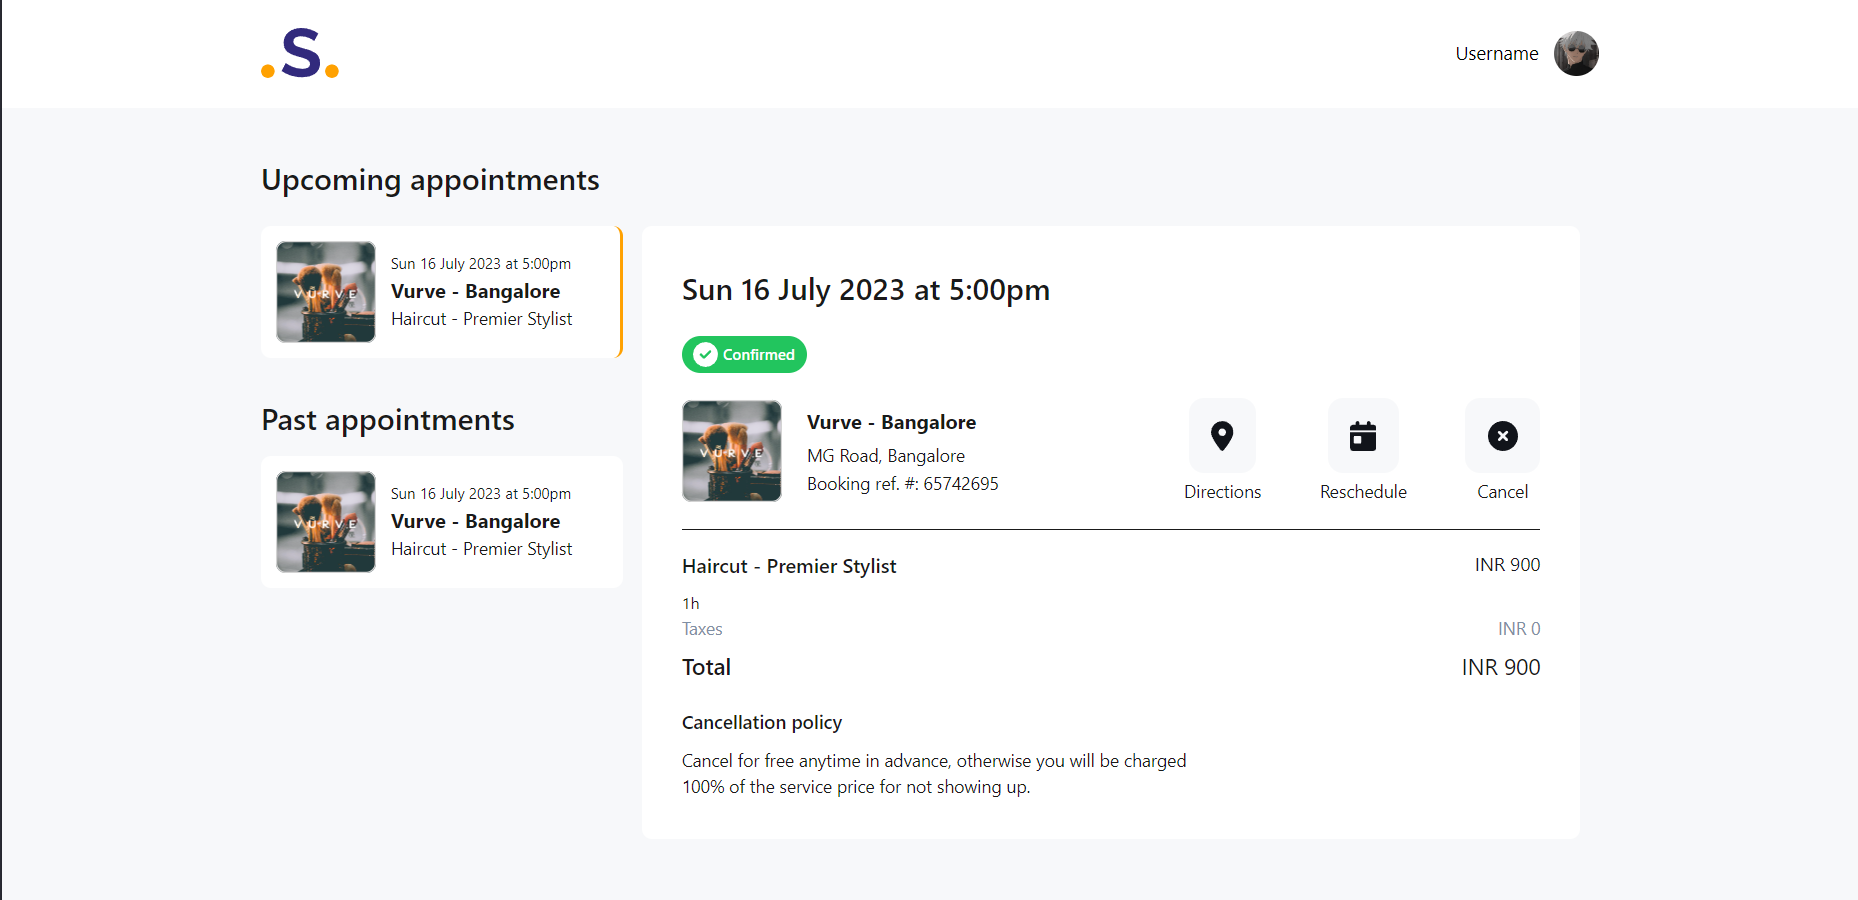 .S.
Username
Upcoming appointments
VURVE
Sun 16 July 2023 at 5:00pm
Vurve - Bangalore
Haircut - Premier Stylist
Past appointments
VURVE
Sun 16 July 2023 at 5:00pm
Vurve - Bangalore
Haircut - Premier Stylist
Sun 16 July 2023 at 5:00pm
Confirmed
VURVE
Vurve - Bangalore
MG Road, Bangalore
Booking ref. #: 65742695
Directions
Reschedule
Cancel
Haircut - Premier Stylist INR 900
1h
Taxes INR 0
Total INR 900
Cancellation policy
Cancel for free anytime in advance, otherwise you will be charged
100% of the service price for not showing up.